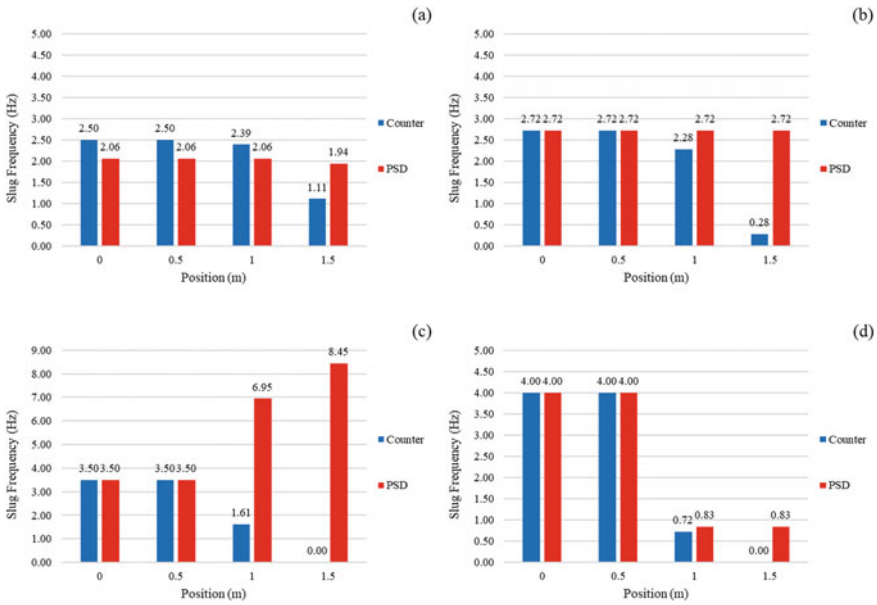 (a)
Slug Frequency (Hz)
5.00
4.50
4.00
3.50
3.00
2.50
2.00
1.50
1.00
0.50
0.00
2.50 2.06 2.50 2.06 2.39 2.06 1.11 1.94
0 0.5 1 1.5
Position (m)
Counter
PSD
(b)
Slug Frequency (Hz)
5.00
4.50
4.00
3.50
3.00
2.50
2.00
1.50
1.00
0.50
0.00
2.72 2.72 2.72 2.72 2.28 2.72 0.28 2.72
0 0.5 1 1.5
Position (m)
Counter
PSD
(c)
Slug Frequency (Hz)
9.00
8.00
7.00
6.00
5.00
4.00
3.00
2.00
1.00
0.00
3.50 3.50 3.50 3.50 1.61 6.95 0.00 8.45
0 0.5 1 1.5
Position (m)
Counter
PSD
(d)
Slug Frequency (Hz)
5.00
4.50
4.00
3.50
3.00
2.50
2.00
1.50
1.00
0.50
0.00
4.00 4.00 4.00 4.00 0.72 0.83 0.00 0.83
0 0.5 1 1.5
Position (m)
Counter
PSD